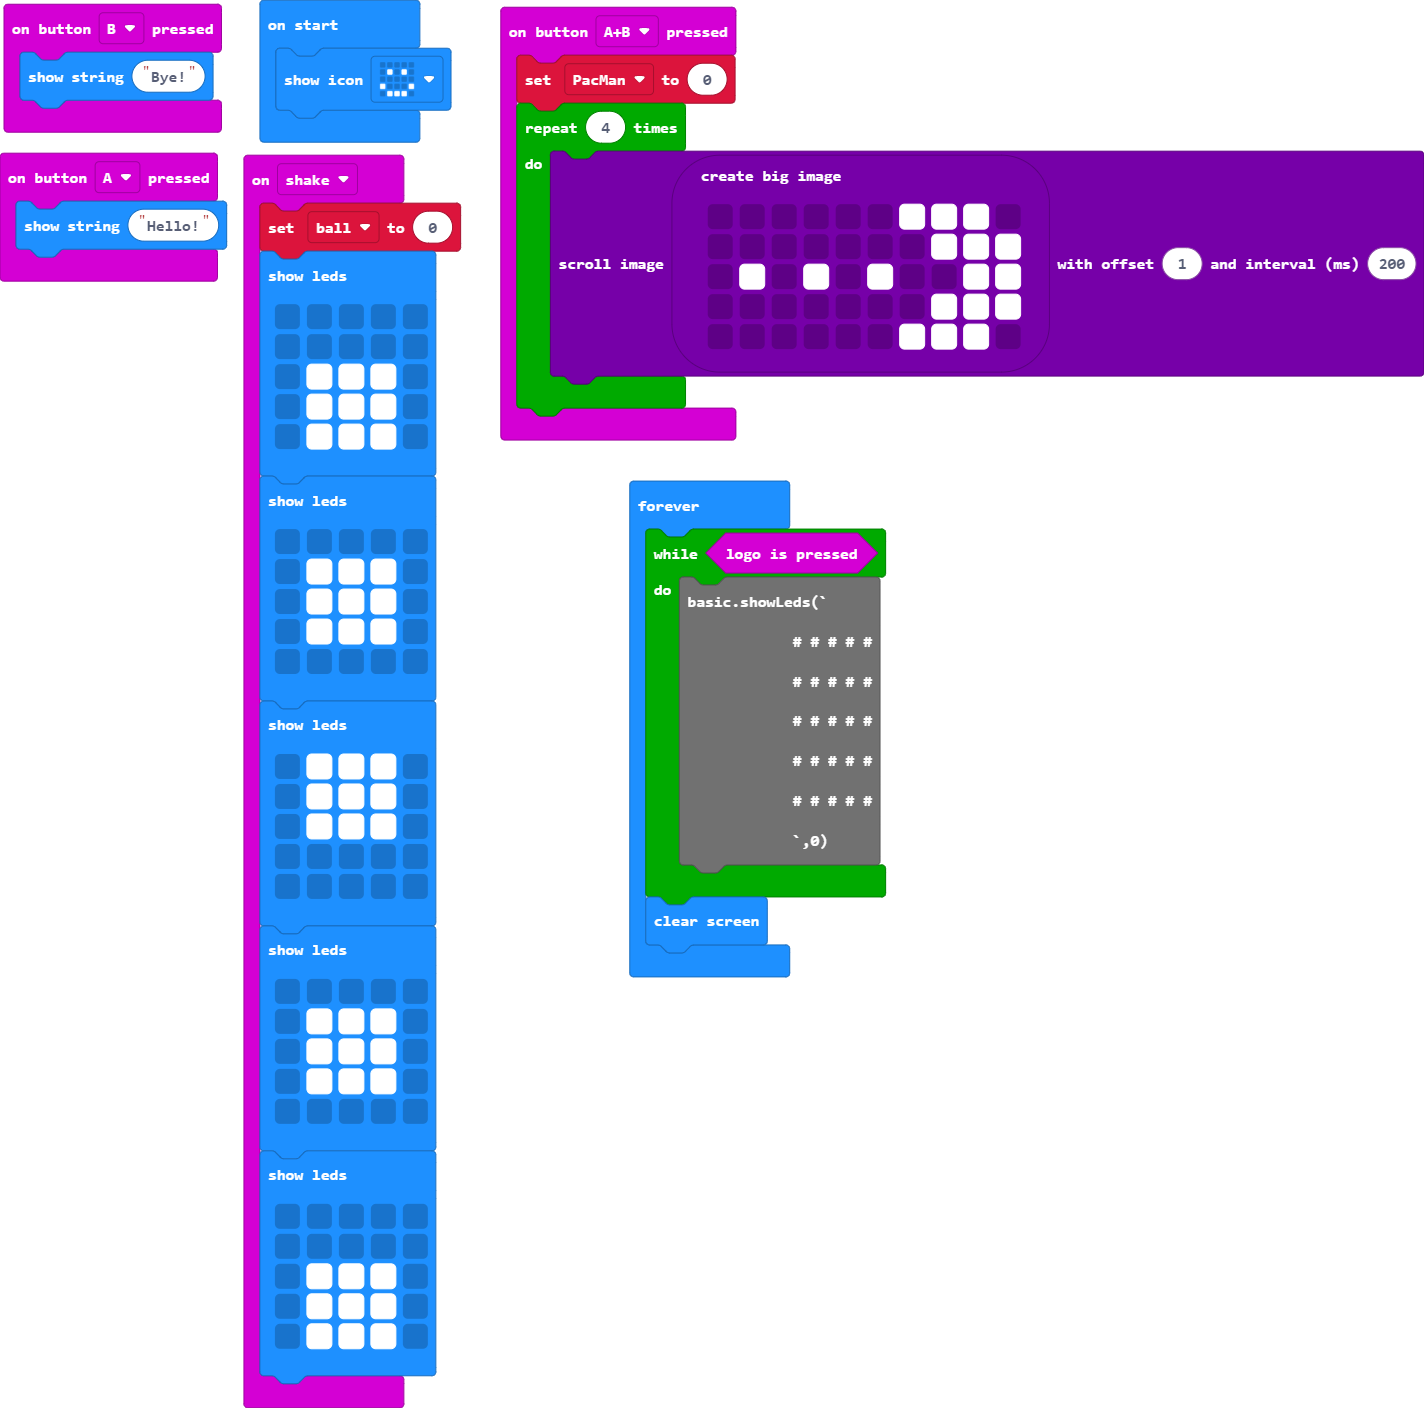 on button B pressed
show string "Bye!"
on start
show icon
on button A+B pressed
set PacMan to 0
repeat 4 times
do
create big image
scroll image with offset 1 and interval (ms) 200
on button A pressed
show string "Hello!"
on shake
set ball to 0
show leds
show leds
show leds
show leds
show leds
forever
while logo is pressed
do
basic.showLeds(`
# # # # #
# # # # #
# # # # #
# # # # #
# # # # #
`,0)
clear screen